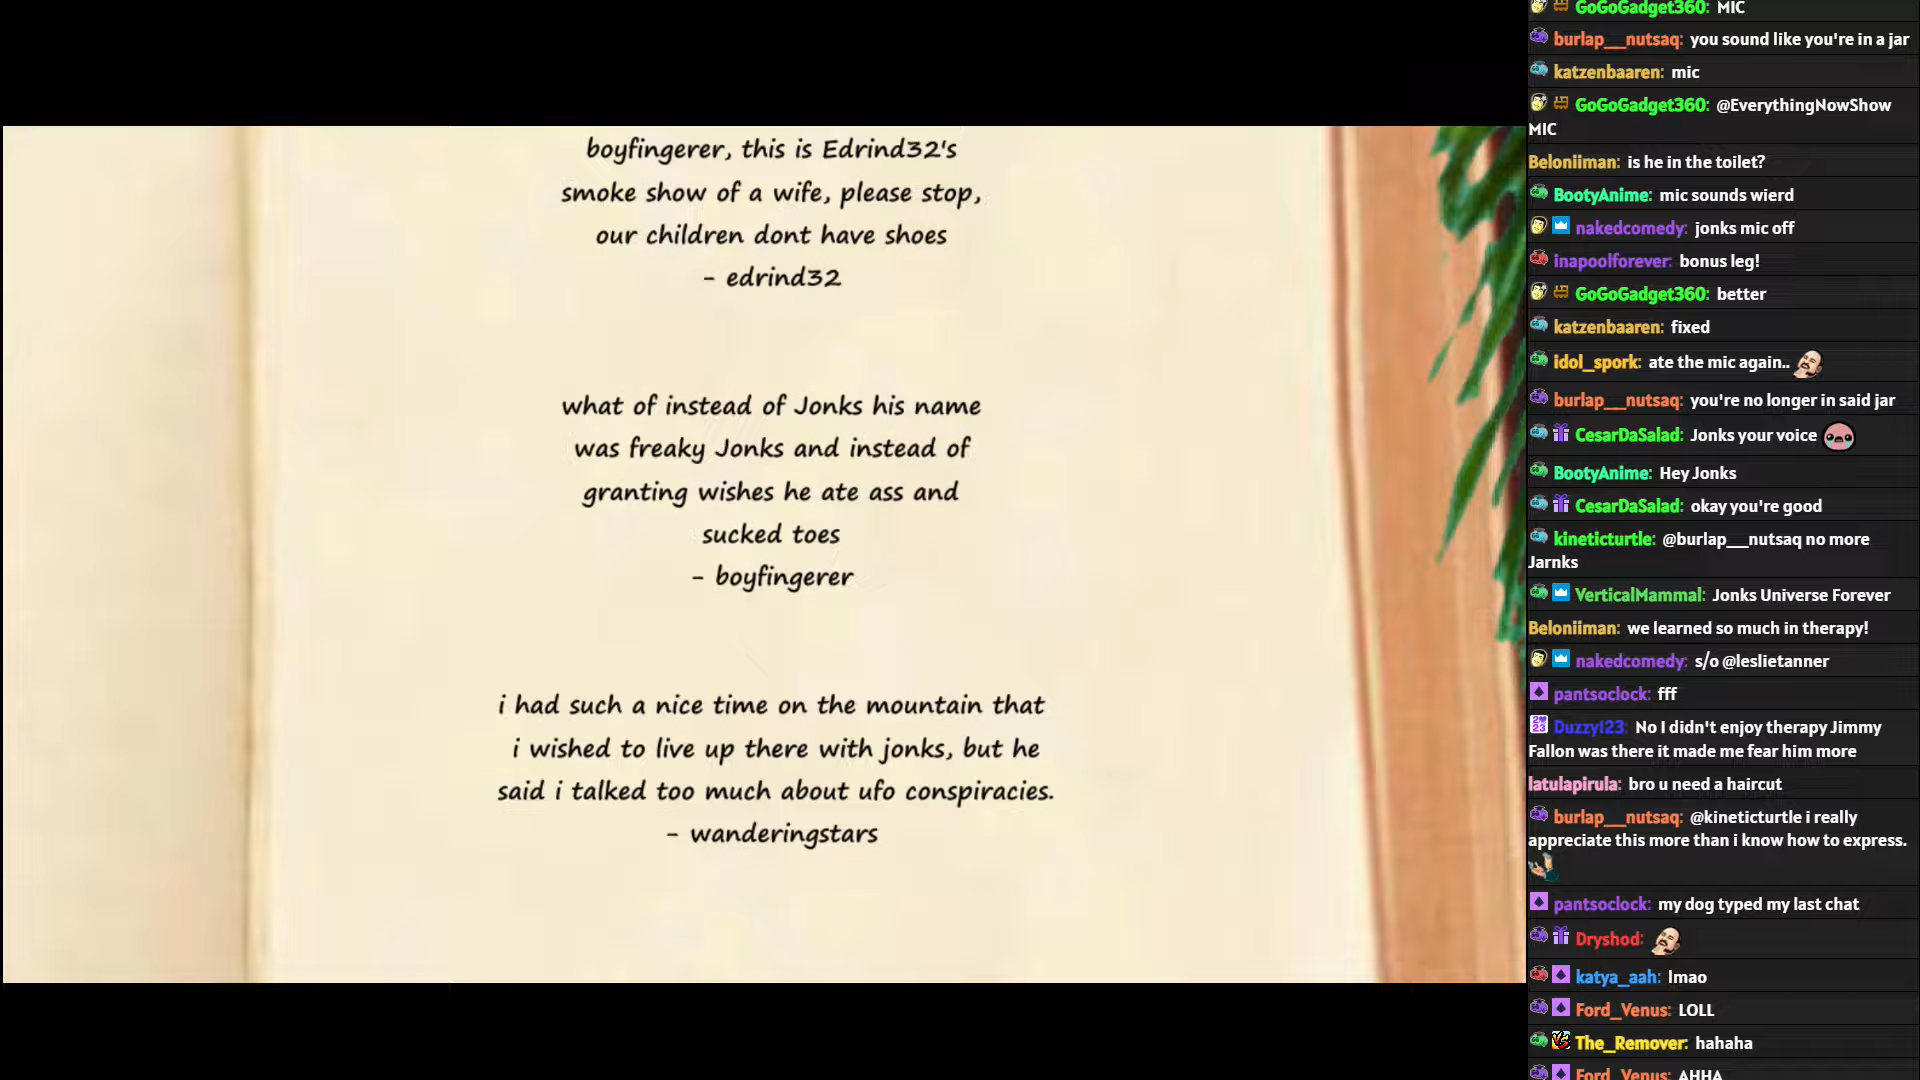 boyfingerer, this is Edrind32's
smoke show of a wife, please stop,
our children dont have shoes
- edrind32
what of instead of Jonks his name
was freaky Jonks and instead of
granting wishes he ate ass and
sucked toes
- boyfingerer
i had such a nice time on the mountain that
i wished to live up there with jonks, but he
said i talked too much about ufo conspiracies.
- wanderingstars
GoGoGadget360: MIC
burlap__nutsaq: you sound like you're in a jar
katzenbaaren: mic
GoGoGadget360: @EverythingNowShow
MIC
Beloniiman: is he in the toilet?
BootyAnime: mic sounds wierd
nakedcomedy: jonks mic off
inapoolforever: bonus leg!
GoGoGadget360: better
katzenbaaren: fixed
idol_spork: ate the mic again..
burlap__nutsaq: you're no longer in said jar
CesarDaSalad: Jonks your voice
BootyAnime: Hey Jonks
CesarDaSalad: okay you're good
kineticturtle: @burlap__nutsaq no more
Jarnks
VerticalMammal: Jonks Universe Forever
Beloniiman: we learned so much in therapy!
nakedcomedy: s/o @leslietanner
pantsoclock: fff
Duzzy123: No I didn't enjoy therapy Jimmy
Fallon was there it made me fear him more
latulapirula: bro u need a haircut
burlap__nutsaq: @kineticturtle i really
appreciate this more than i know how to express.
pantsoclock: my dog typed my last chat
Dryshod:
katya_aah: lmao
Ford_Venus: LOLL
The_Remover: hahaha
Ford_Venus: AHHA